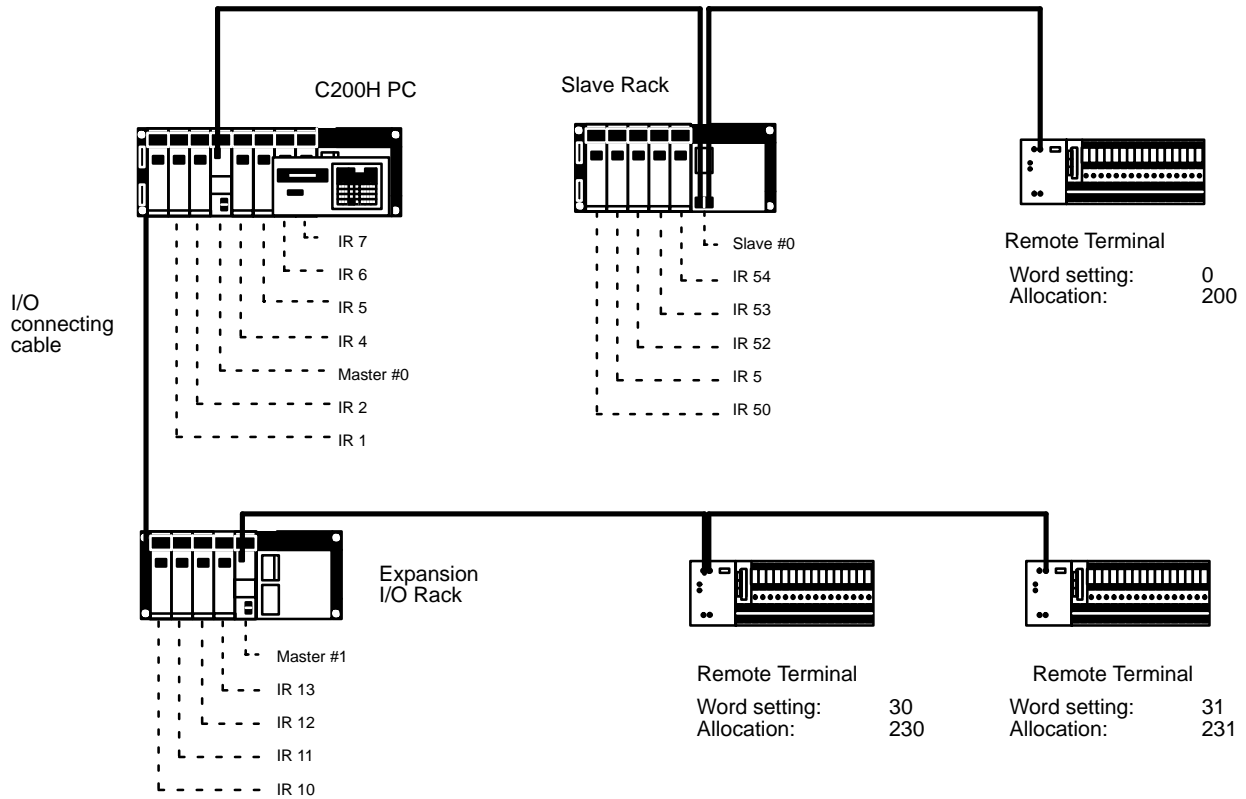 C200H PC
Slave Rack
IR 7
IR 6
IR 5
IR 4
Master #0
IR 2
IR 1
Slave #0
IR 54
IR 53
IR 52
IR 5
IR 50
Remote Terminal
Word setting: 0
Allocation: 200
I/O
connecting
cable
Expansion
I/O Rack
Master #1
IR 13
IR 12
IR 11
IR 10
Remote Terminal
Word setting: 30
Allocation: 230
Remote Terminal
Word setting: 31
Allocation: 231